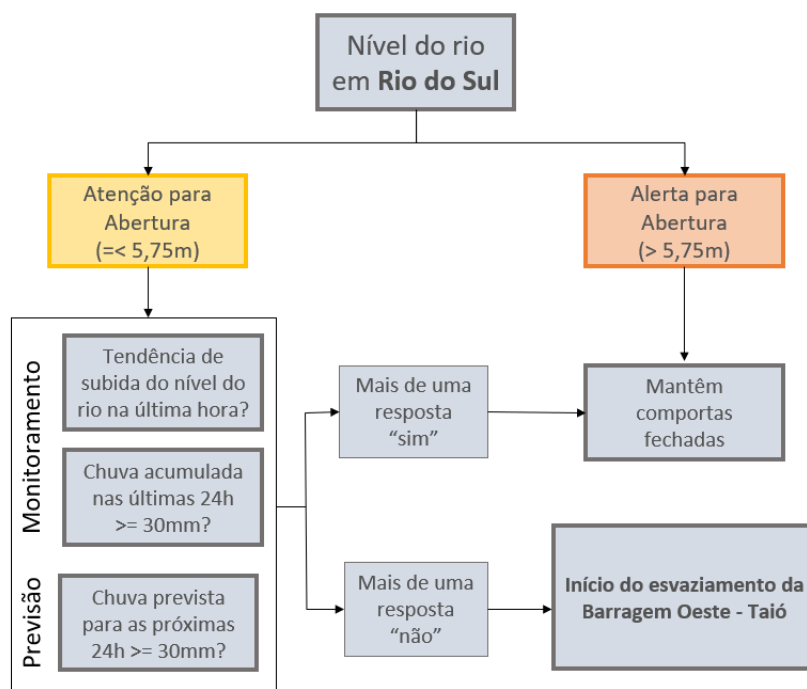 Nível do rio
em Rio do Sul
Atenção para
Abertura
(=< 5,75m)
Alerta para
Abertura
(> 5,75m)
Monitoramento
Tendência de
subida do nível do
rio na última hora?
Chuva acumulada
nas últimas 24h
>= 30mm?
Previsão
Chuva prevista
para as próximas
24h >= 30mm?
Mais de uma
resposta
“sim”
Mantêm
comportas
fechadas
Mais de uma
resposta
“não”
Início do esvaziamento da
Barragem Oeste - Taió